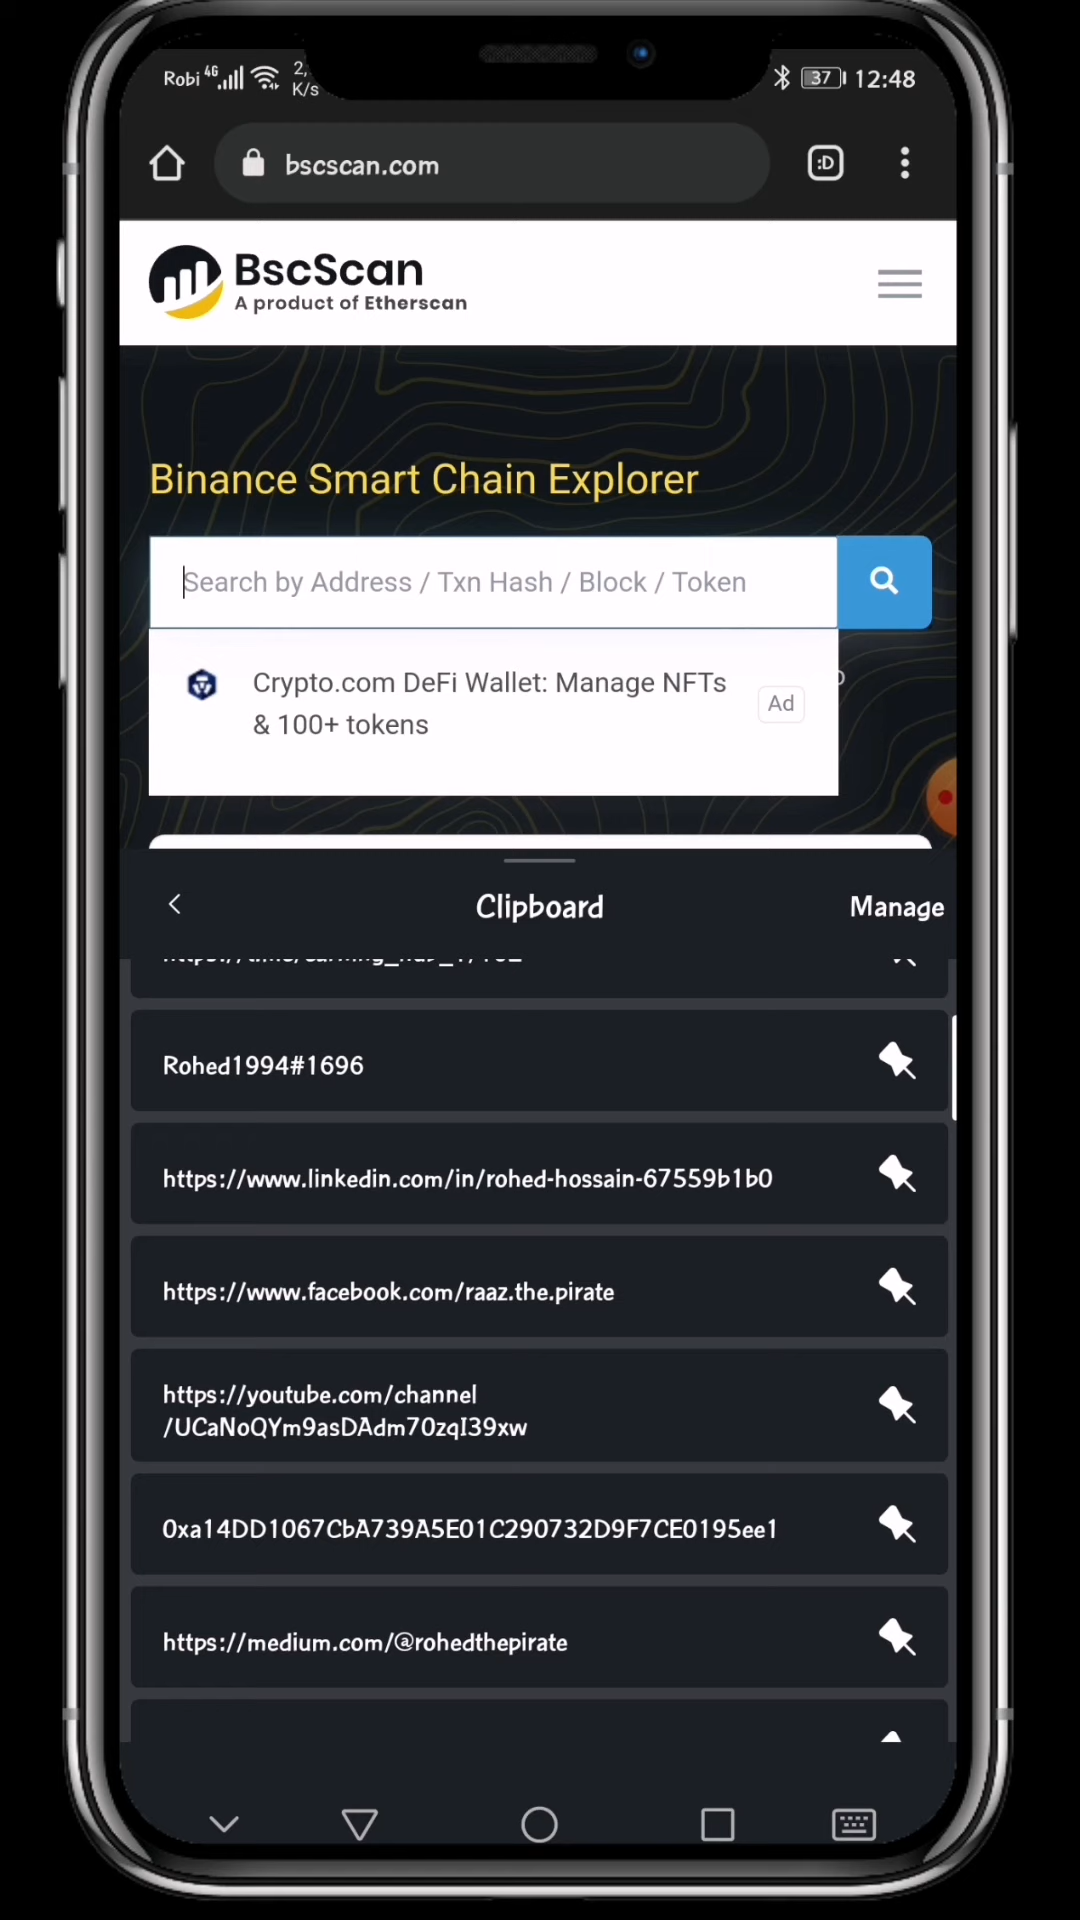 Robi 4G 2, K/s 37 12:48
bscscan.com :D
BscScan
A product of Etherscan
Binance Smart Chain Explorer
Search by Address / Txn Hash / Block / Token
Crypto.com DeFi Wallet: Manage NFTs
& 100+ tokens
Ad
Clipboard
Manage
Rohed1994#1696
https://www.linkedin.com/in/rohed-hossain-67559b1b0
https://www.facebook.com/raaz.the.pirate
https://youtube.com/channel
/UCaNoQYm9asDAdm70zqI39xw
0xa14DD1067CbA739A5E01C290732D9F7CE0195ee1
https://medium.com/@rohedthepirate